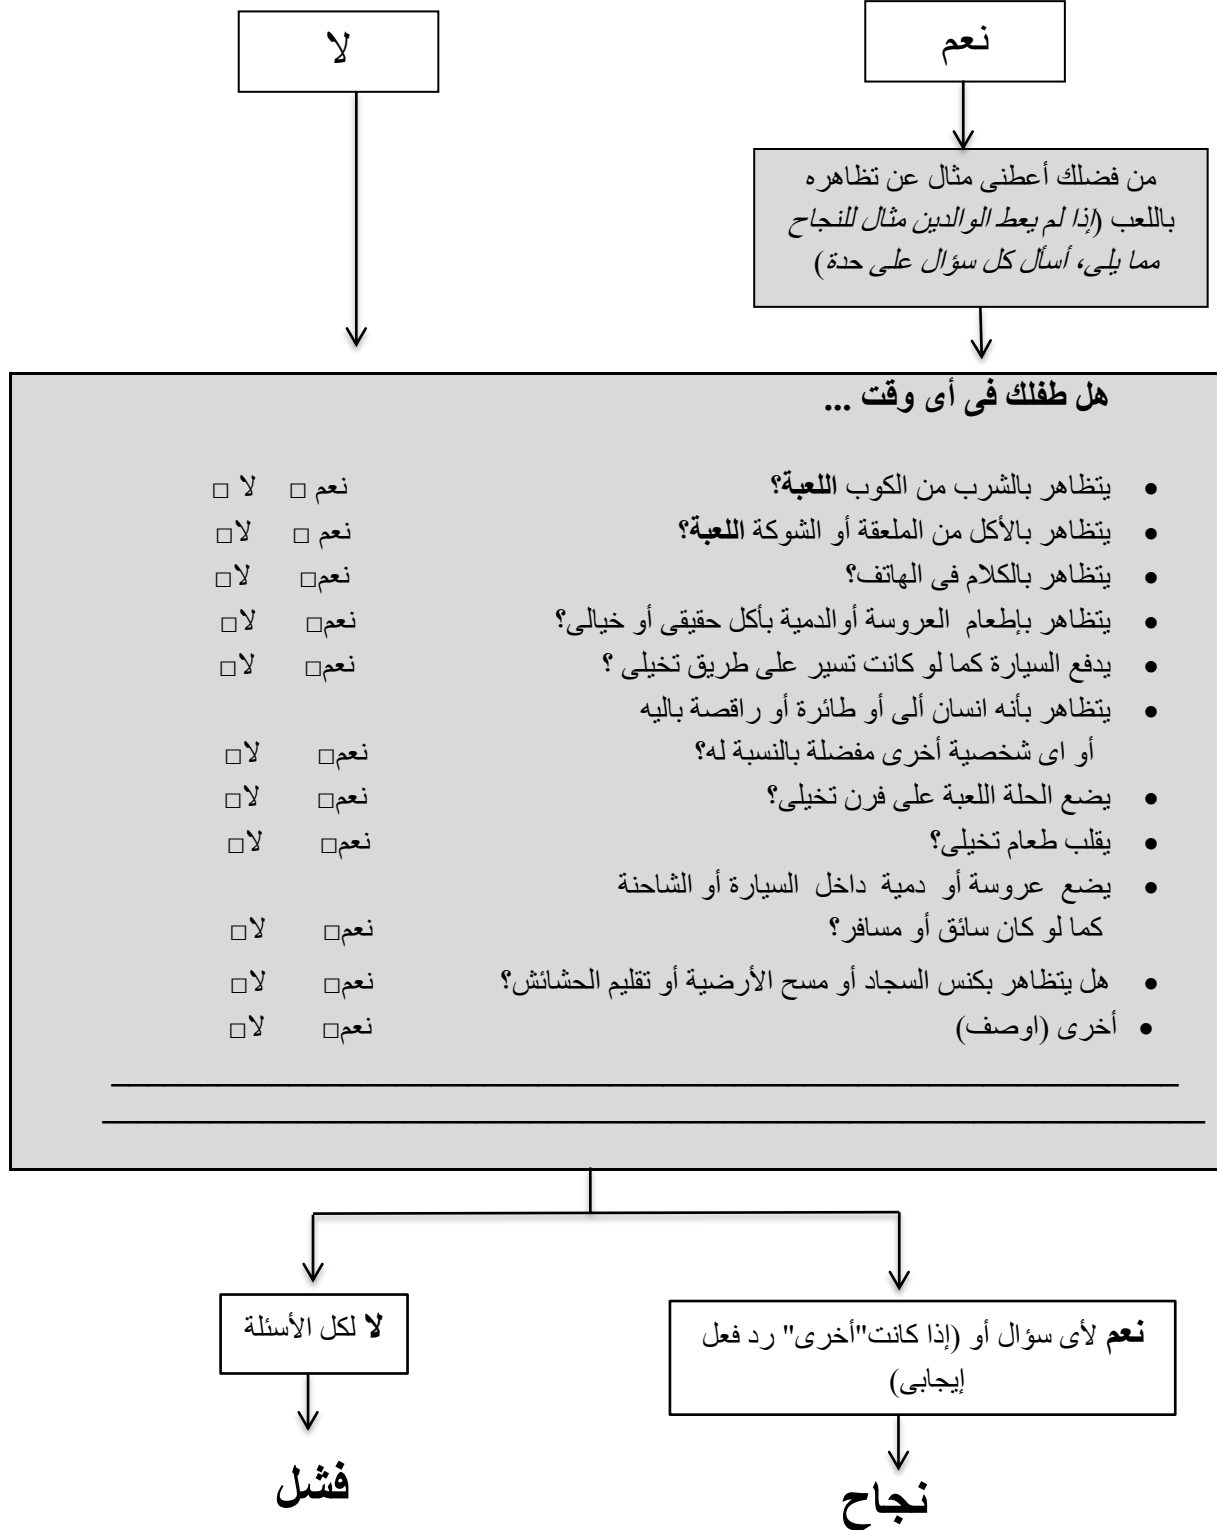 نعم
لا
من فضلك أعطنى مثال عن تظاهره
باللعب (إذا لم يعط الوالدين مثال للنجاح
مما يلى، أسأل كل سؤال على حدة)
هل طفلك فى أى وقت ...
• يتظاهر بالشرب من الكوب اللعبة؟ نعم □ لا □
• يتظاهر بالأكل من الملعقة أو الشوكة اللعبة؟ نعم □ لا□
• يتظاهر بالكلام فى الهاتف؟ نعم□ لا□
• يتظاهر بإطعام العروسة أوالدمية بأكل حقيقى أو خيالى؟ نعم□ لا□
• يدفع السيارة كما لو كانت تسير على طريق تخيلى ؟ نعم□ لا□
• يتظاهر بأنه انسان ألى أو طائرة أو راقصة باليه
أو اى شخصية أخرى مفضلة بالنسبة له؟ نعم□ لا□
• يضع الحلة اللعبة على فرن تخيلى؟ نعم□ لا□
• يقلب طعام تخيلى؟ نعم□ لا□
• يضع عروسة أو دمية داخل السيارة أو الشاحنة
كما لو كان سائق أو مسافر؟ نعم□ لا□
• هل يتظاهر بكنس السجاد أو مسح الأرضية أو تقليم الحشائش؟ نعم□ لا□
• أخرى (اوصف) نعم□ لا□
نعم لأى سؤال أو (إذا كانت"أخرى" رد فعل
إيجابى)
لا لكل الأسئلة
نجاح
فشل